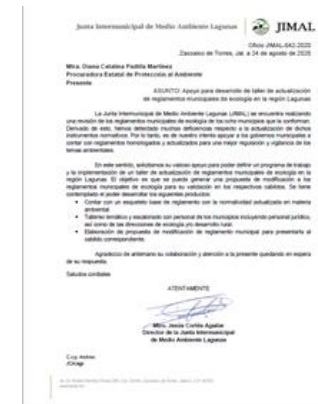 Junta Intermunicipal de Medio Ambiente Lagunas
JIMAL
Oficio JIMAL-042-2020
Zacoalco de Torres, Jal. a 24 de agosto de 2020
Mtra. Diana Catalina Padilla Martínez
Procuradora Estatal de Protección al Ambiente
Presente
ASUNTO: Apoyo para desarrollo de taller de actualización
de reglamentos municipales de ecología en la región Lagunas
La Junta Intermunicipal de Medio Ambiente Lagunas (JIMAL) se encuentra realizando
una revisión de los reglamentos municipales de ecología de los ocho municipios que la conforman.
Derivado de esto, hemos detectado muchas deficiencias respecto a la actualización de dichos
instrumentos normativos. Por lo tanto, es de nuestro interés apoyar a los gobiernos municipales a
contar con reglamentos homologados y actualizados para una mejor regulación y vigilancia de los
temas ambientales.
En este sentido, solicitamos su valioso apoyo para poder definir un programa de trabajo
y la implementación de un taller de actualización de reglamentos municipales de ecología en la
región Lagunas. El objetivo es que se pueda generar una propuesta de modificación a los
reglamentos municipales de ecología para su validación en los respectivos cabildos. Se tiene
contemplado el poder desarrollar los siguientes productos:
• Contar con un esqueleto base de reglamento con la normatividad actualizada en materia
ambiental.
• Talleres temático y escalonado con personal de los municipios incluyendo personal jurídico,
así como de las direcciones de ecología y/o desarrollo rural.
• Elaboración de propuesta de modificación de reglamento municipal para presentarla al
cabildo correspondiente.
Agradezco de antemano su colaboración y atención a la presente quedando en espera
de su respuesta.
Saludos cordiales
ATENTAMENTE
Mtro. Jesús Cortés Aguilar
Director de la Junta Intermunicipal
de Medio Ambiente Lagunas
C.c.p. Archivo